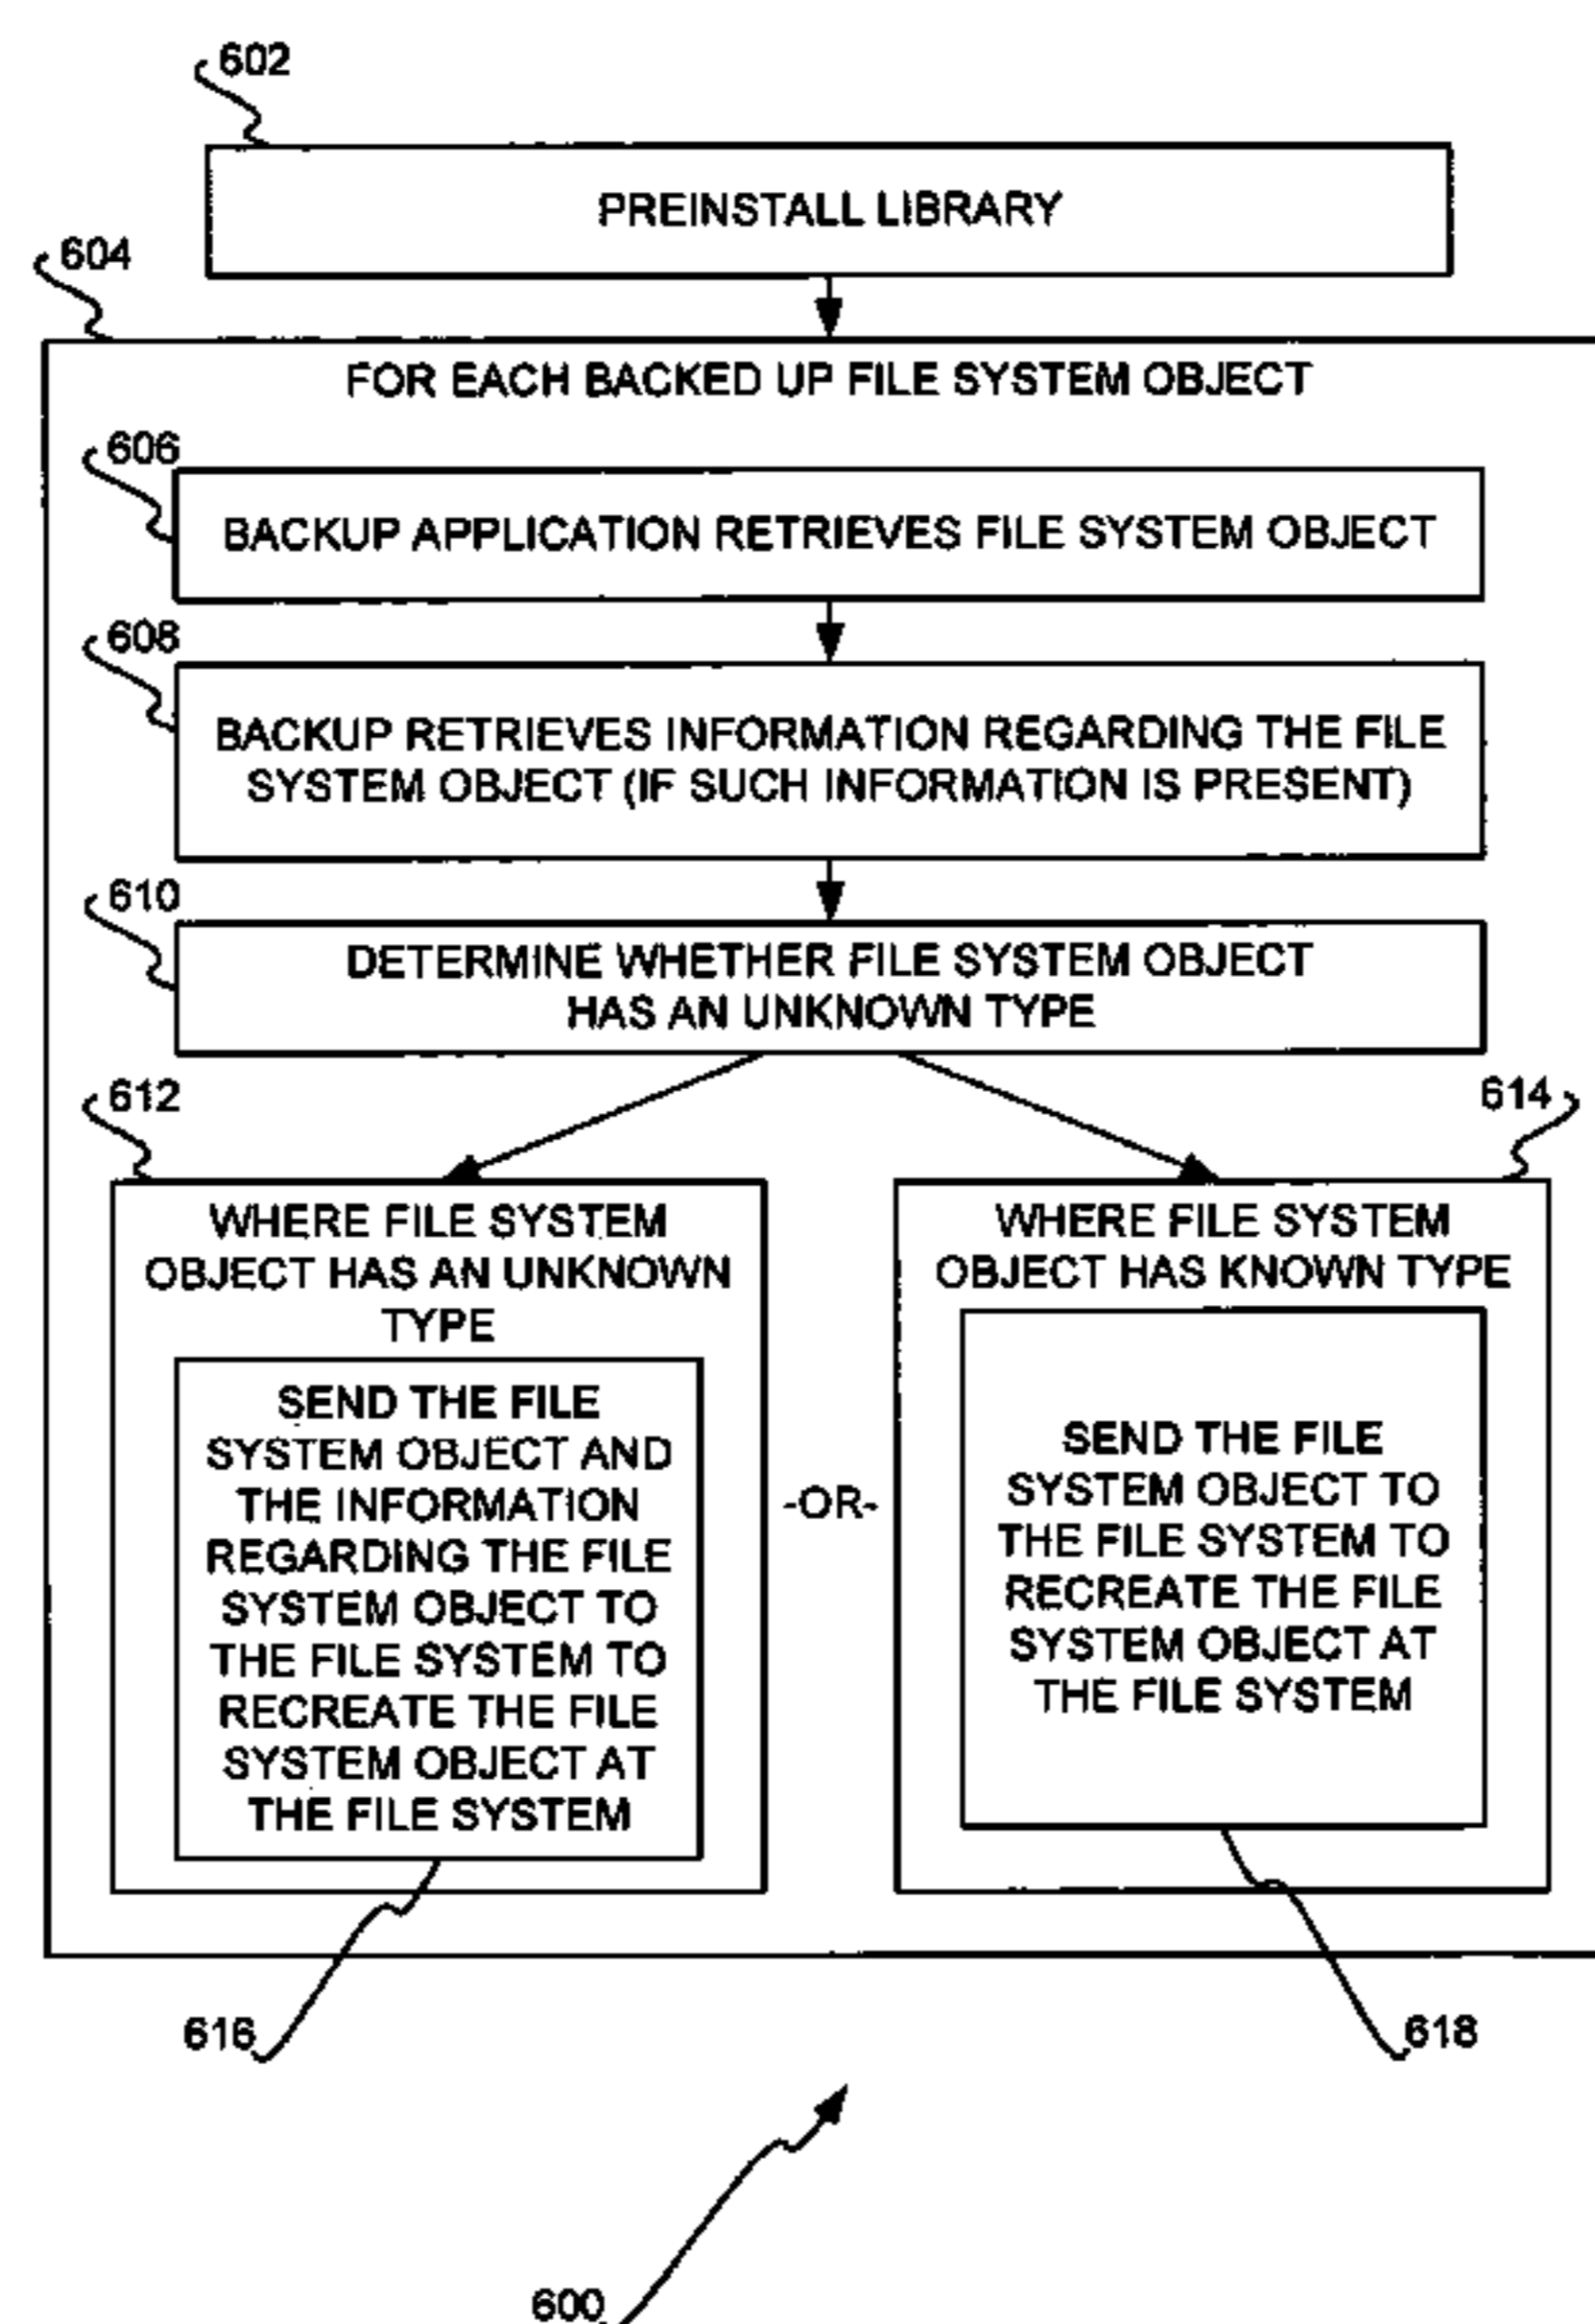 602
PREINSTALL LIBRARY
604
FOR EACH BACKED UP FILE SYSTEM OBJECT
606
BACKUP APPLICATION RETRIEVES FILE SYSTEM OBJECT
608
BACKUP RETRIEVES INFORMATION REGARDING THE FILE
SYSTEM OBJECT (IF SUCH INFORMATION IS PRESENT)
610
DETERMINE WHETHER FILE SYSTEM OBJECT
HAS AN UNKNOWN TYPE
612
WHERE FILE SYSTEM
OBJECT HAS AN UNKNOWN
TYPE
SEND THE FILE
SYSTEM OBJECT AND
THE INFORMATION
REGARDING THE FILE
SYSTEM OBJECT TO
THE FILE SYSTEM TO
RECREATE THE FILE
SYSTEM OBJECT AT
THE FILE SYSTEM
616
-OR-
614
WHERE FILE SYSTEM
OBJECT HAS KNOWN TYPE
SEND THE FILE
SYSTEM OBJECT TO
THE FILE SYSTEM TO
RECREATE THE FILE
SYSTEM OBJECT AT
THE FILE SYSTEM
618
600